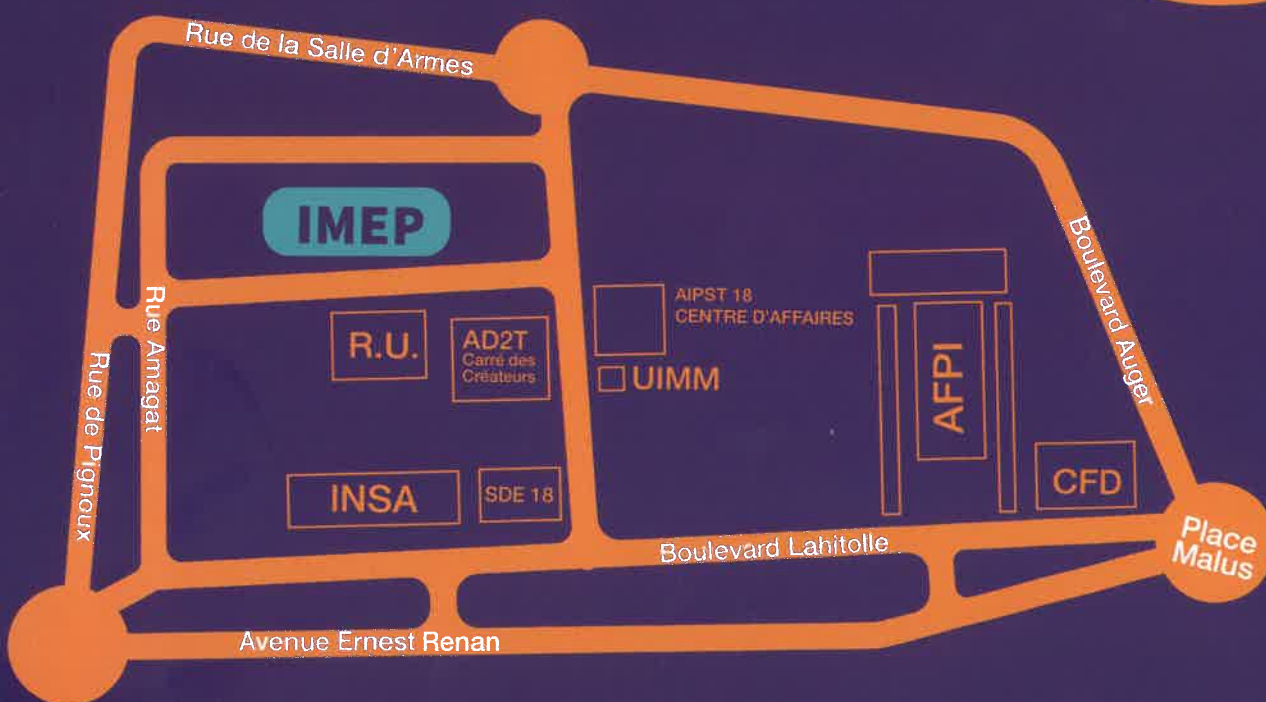 Rue de la Salle d'Armes
IMEP
Boulevard Auger
Rue Amagat
Rue de Pignoux
R.U.
AD2T
Carré des
Créateurs
AIPST 18
CENTRE D'AFFAIRES
UIMM
AFPI
INSA
SDE 18
CFD
Boulevard Lahitolle
Place
Malus
Avenue Ernest Renan